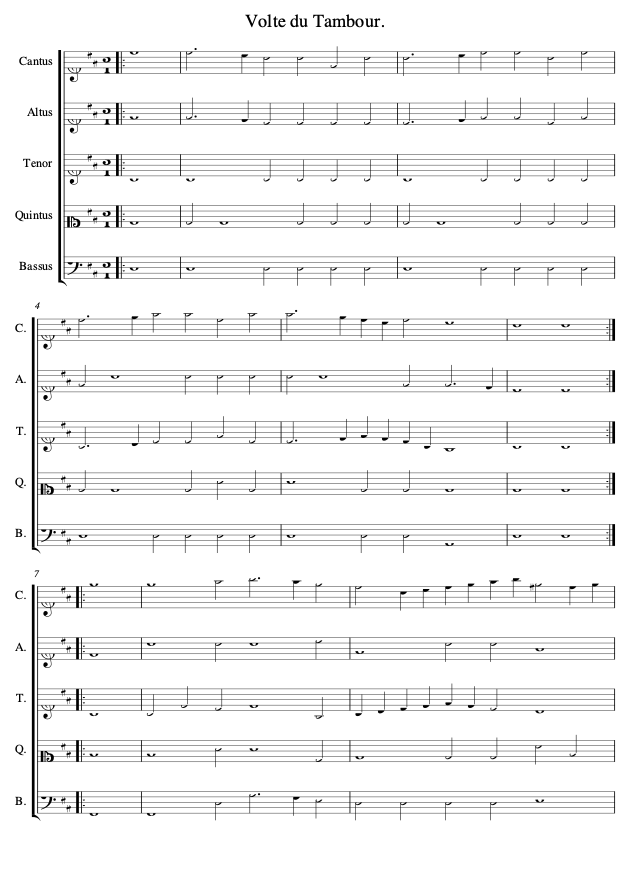 Volte du Tambour.
Cantus
Altus
Tenor
Quintus
Bassus
4
C.
A.
T.
Q.
B.
7
C.
A.
T.
Q.
B.